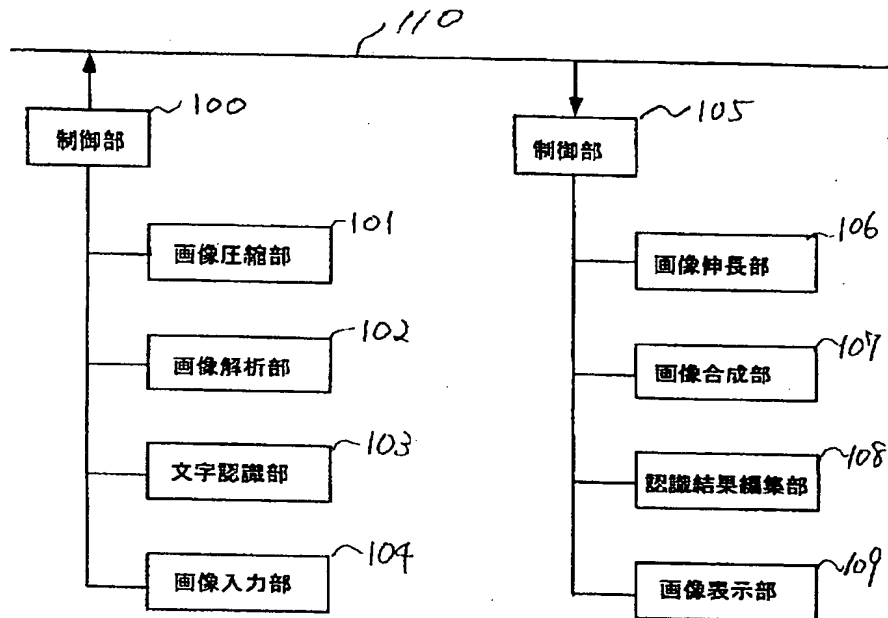 110
制御部 100
画像圧縮部 101
画像解析部 102
文字認識部 103
画像入力部 104
制御部 105
画像伸長部 106
画像合成部 107
認識結果編集部 108
画像表示部 109